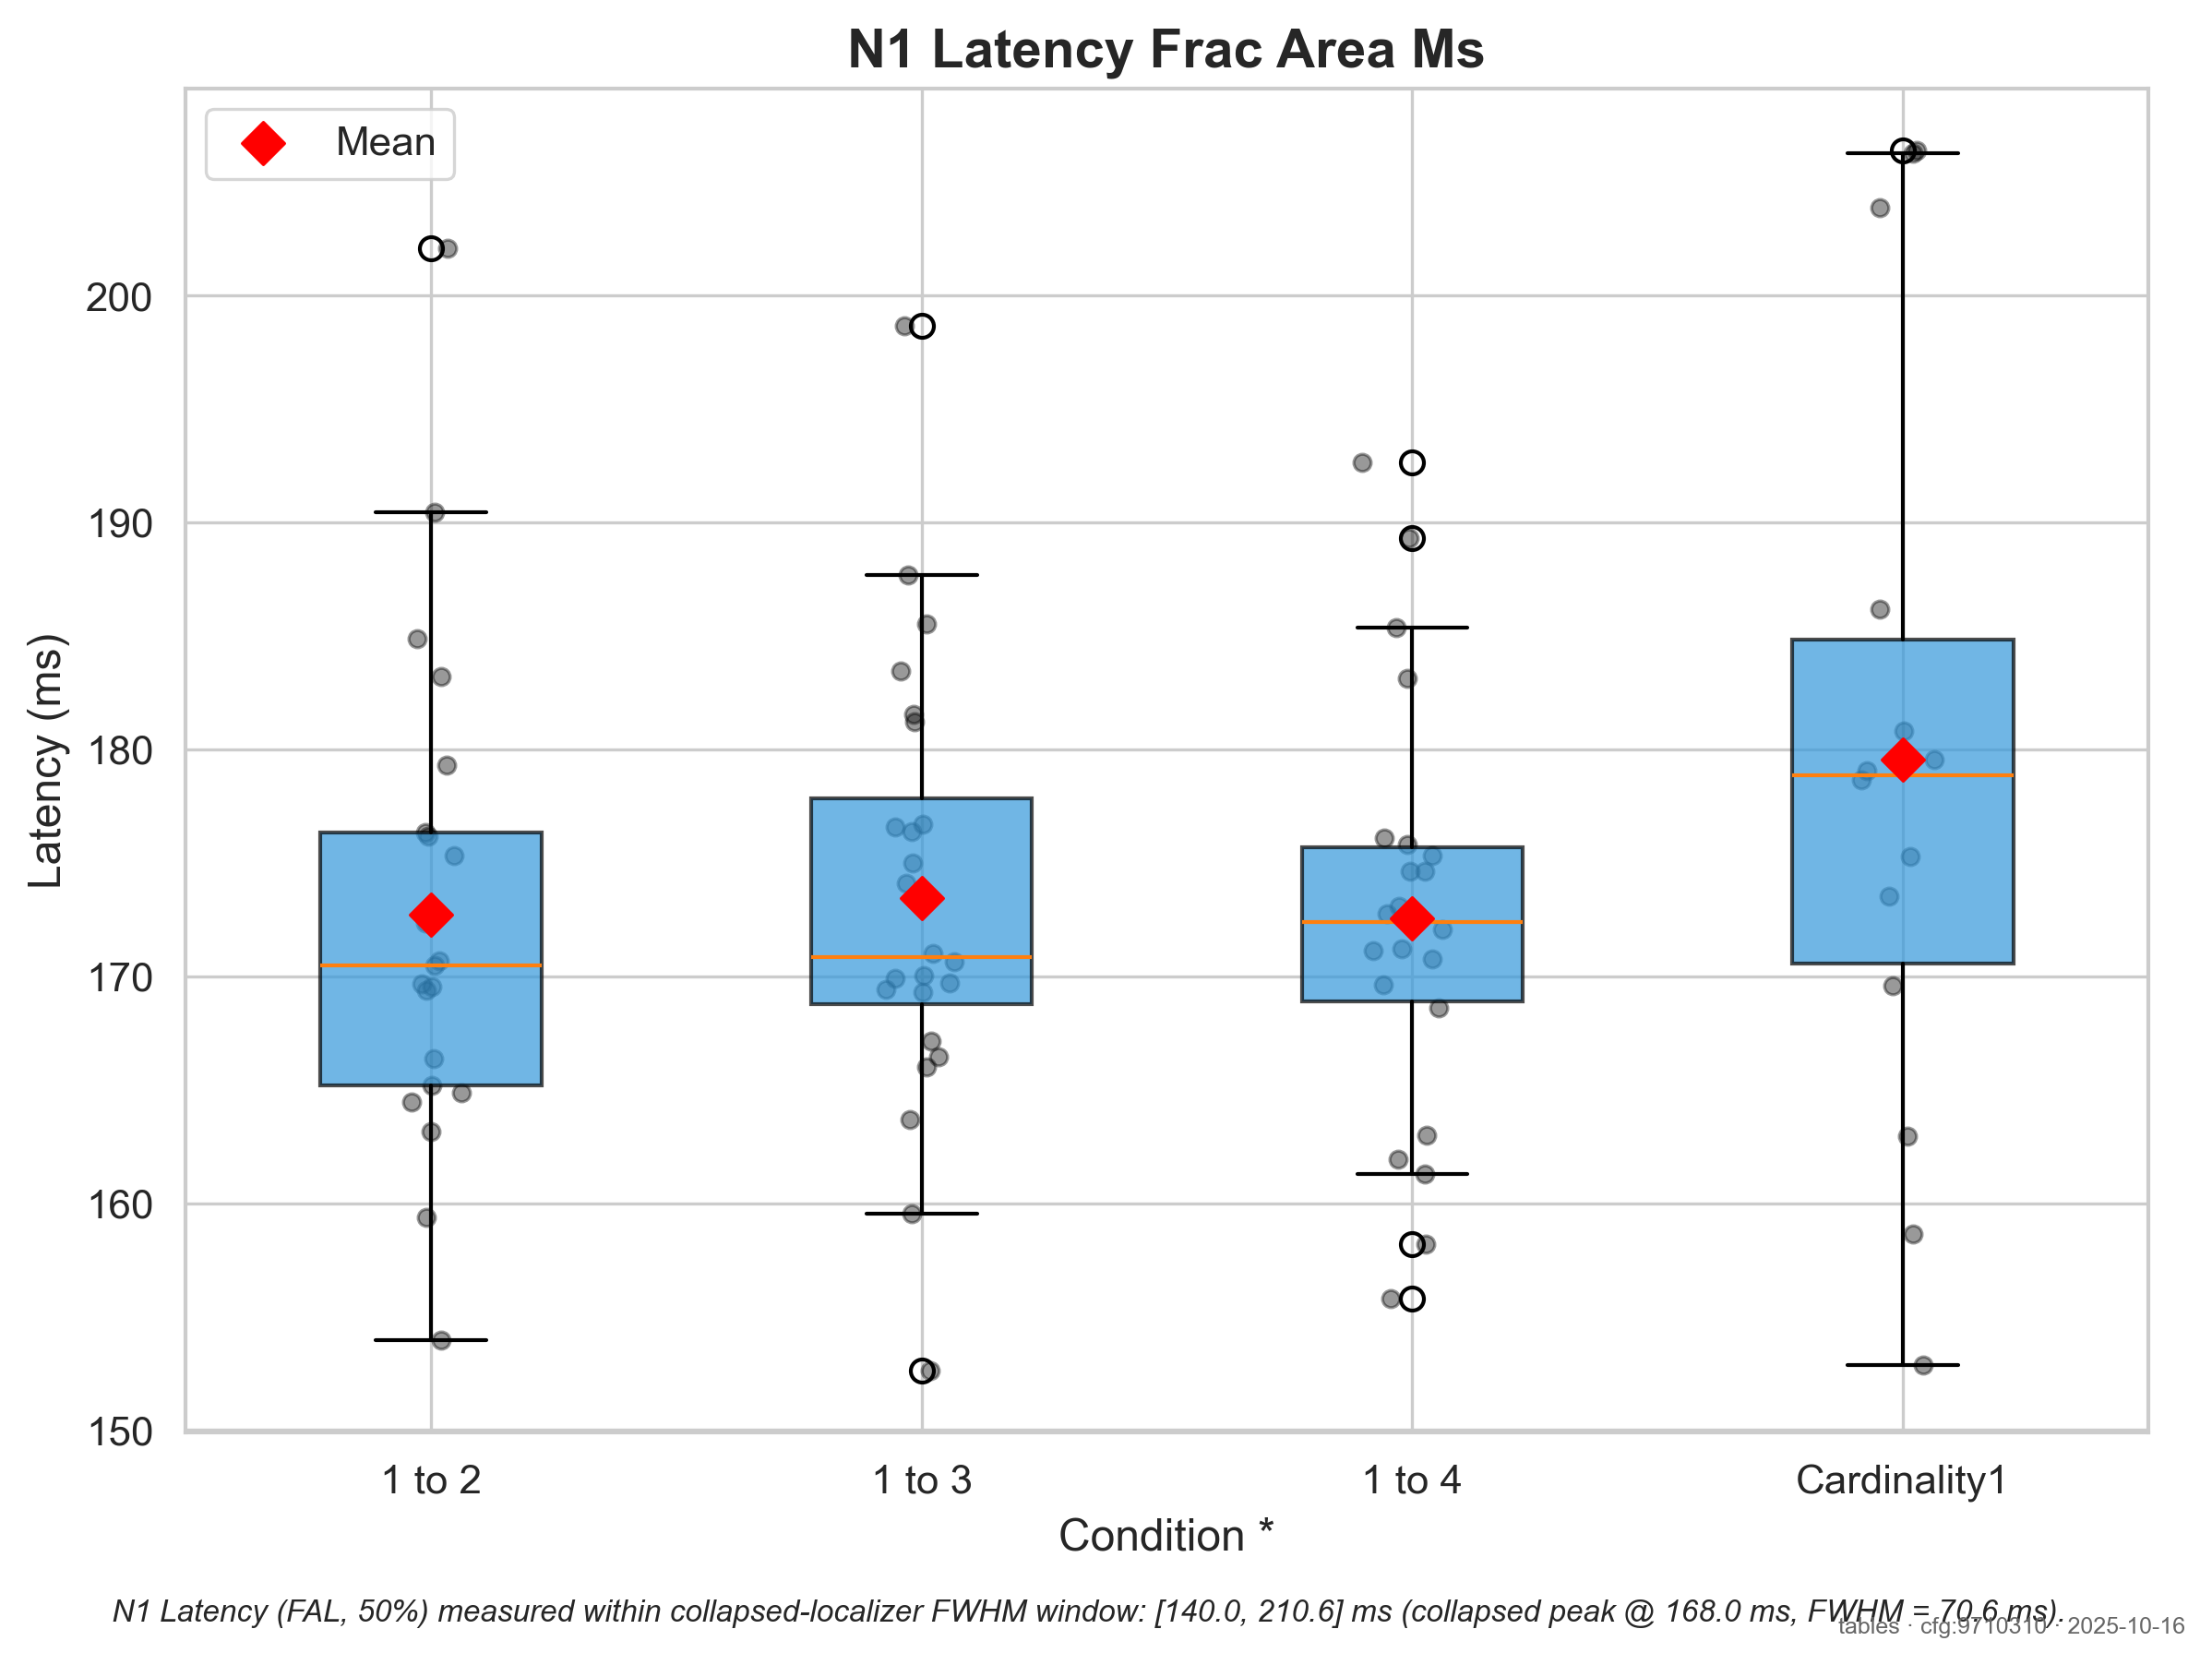 N1 Latency Frac Area Ms
Mean
Latency (ms)
200
190
180
170
160
150
1 to 2
1 to 3
1 to 4
Cardinality1
Condition *
N1 Latency (FAL, 50%) measured within collapsed-localizer FWHM window: [140.0, 210.6] ms (collapsed peak @ 168.0 ms, FWHM = 70.6 ms).
tables · cfg:9710310 · 2025-10-16